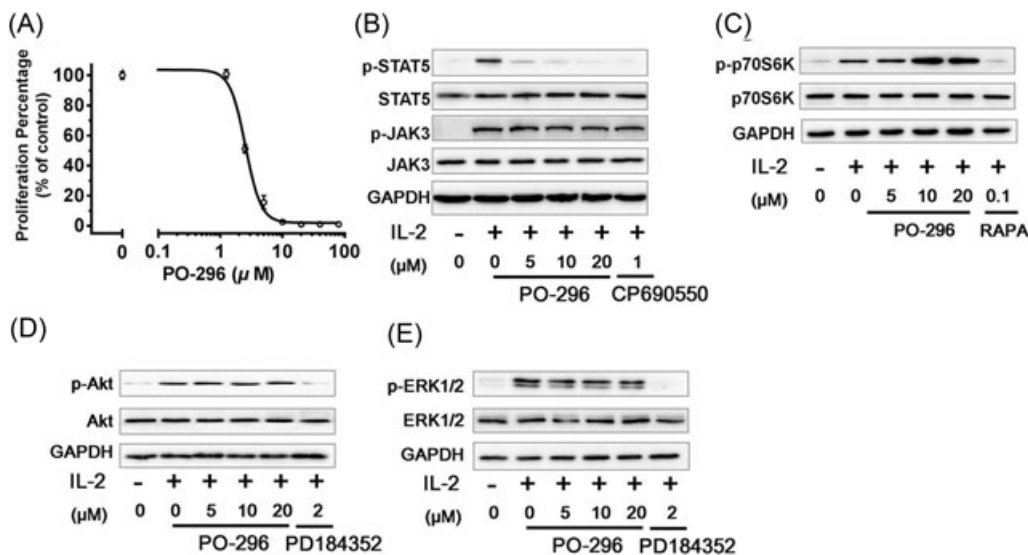 (A)
Proliferation Percentage
(% of control)
100
80
60
40
20
0
0 0.1 1 10 100
PO-296 (μ M)
(B)
p-STAT5
STAT5
p-JAK3
JAK3
GAPDH
IL-2 - + + + + +
(μM) 0 0 5 10 20 1
PO-296 CP690550
(C)
p-p70S6K
p70S6K
GAPDH
IL-2 - + + + + +
(μM) 0 0 5 10 20 0.1
PO-296 RAPA
(D)
p-Akt
Akt
GAPDH
IL-2 - + + + + +
(μM) 0 0 5 10 20 2
PO-296 PD184352
(E)
p-ERK1/2
ERK1/2
GAPDH
IL-2 - + + + + +
(μM) 0 0 5 10 20 2
PO-296 PD184352